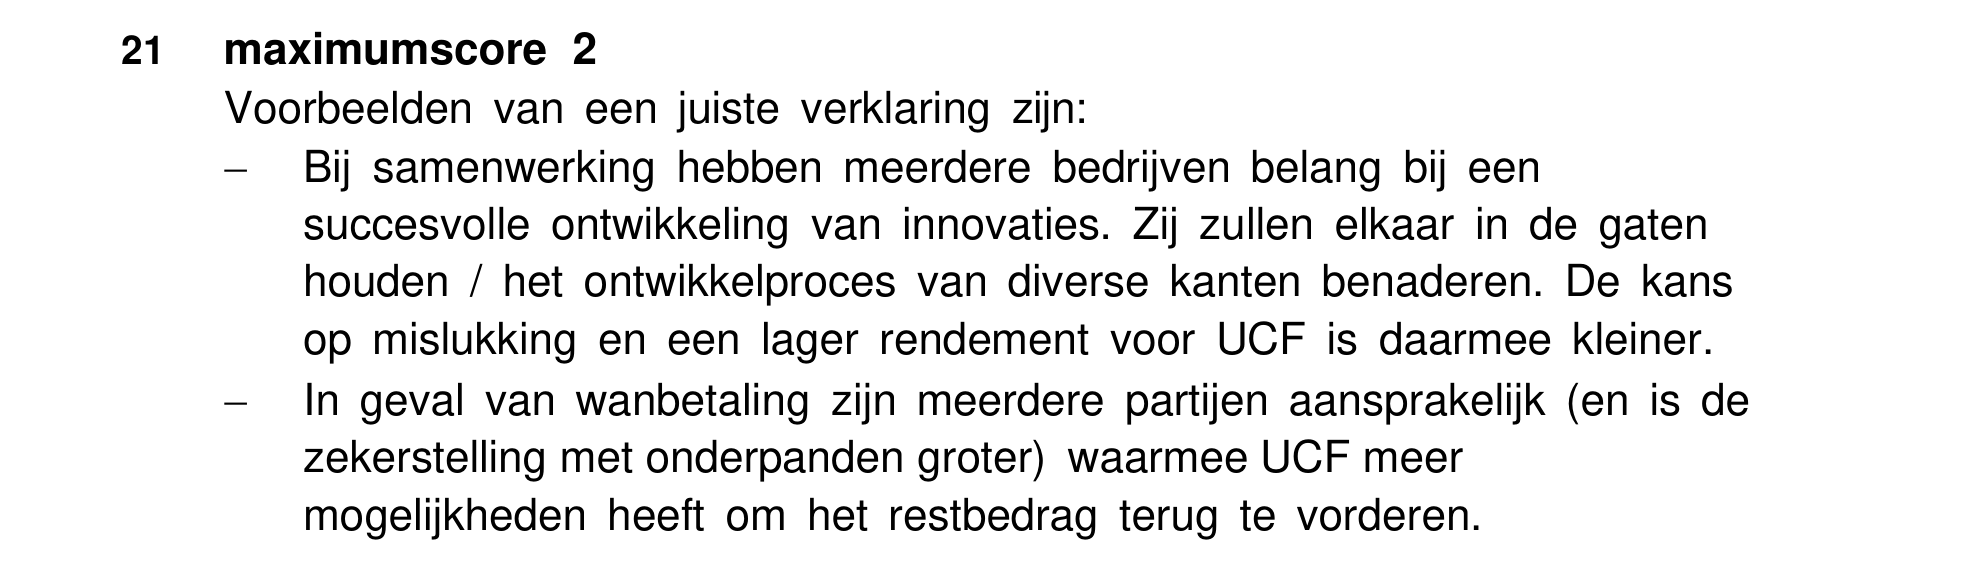 21 maximumscore 2
Voorbeelden van een juiste verklaring zijn:
− Bij samenwerking hebben meerdere bedrijven belang bij een
succesvolle ontwikkeling van innovaties. Zij zullen elkaar in de gaten
houden / het ontwikkelproces van diverse kanten benaderen. De kans
op mislukking en een lager rendement voor UCF is daarmee kleiner.
− In geval van wanbetaling zijn meerdere partijen aansprakelijk (en is de
zekerstelling met onderpanden groter) waarmee UCF meer
mogelijkheden heeft om het restbedrag terug te vorderen.